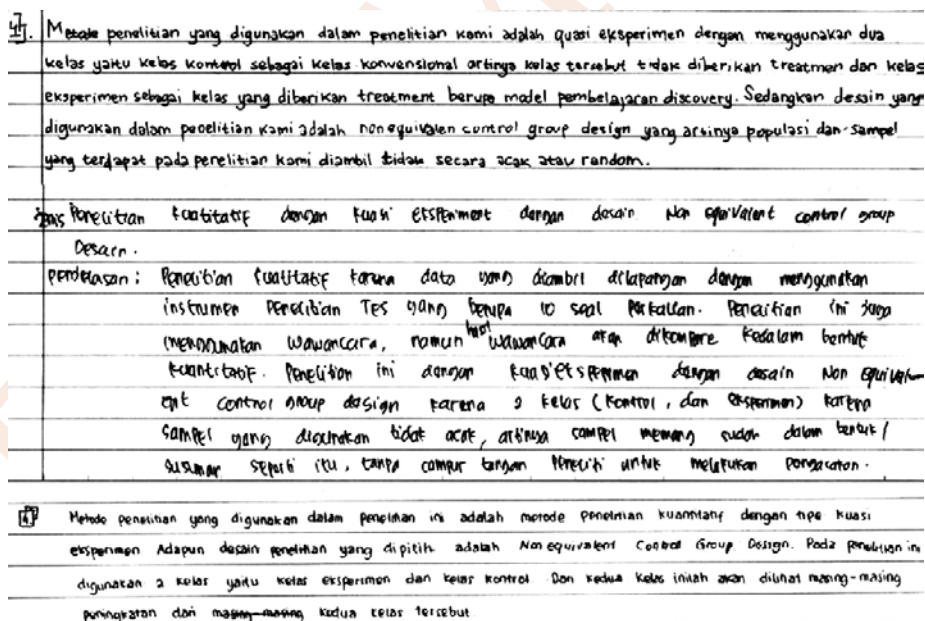 4]. Metode penelitian yang digunakan dalam penelitian kami adalah quasi eksperimen dengan menggunakan dua
kelas yaitu kelas kontrol sebagai kelas konvensional artinya kelas tersebut tidak diberikan treatmen dan kelas
eksperimen sebagai kelas yang diberikan treatment berupa model pembelajaran discovery. Sedangkan desain yang
digunakan dalam penelitian kami adalah nonequivalen control group design yang artinya populasi dan sampel
yang terdapat pada penelitian kami diambil tidak secara acak atau random.
Jenis Penelitian kuatitatif dengan kuasi eksperiment dengan desain Non equivalent control group
Desain.
penjelasan : Penelitian kuatitatif karena data yang diambil dilapangan dengan menggunakan
instrumen Penelitian Tes yang berupa 10 soal Perkalian. Penelitian ini juga
menggunakan wawancara, namun hasil wawancara akan dikonvre kedalam bentuk
kuantitatif. Penelitian ini dengan kuasi eksperimen dengan desain Non equivale
ent control group design karena 2 kelas (kontrol, dan eksperimen) karena
sampel yang digunakan tidak acak, artinya sampel memang sudah dalam bentuk /
susunan seperti itu, tanpa campur tangan Peneliti untuk melakukan pengacakan.
4 Metode penelitian yang digunakan dalam penelitian ini adalah metode penelitian kuantitatif dengan tipe kuasi
eksperimen Adapun desain penelitian yang dipilih adalah Non equivalent Control Group Design. Pada penelitian ini
digunakan 2 kelas yaitu kelas eksperimen dan kelas kontrol. Dan kedua kelas inilah akan dilihat masing-masing
peningkatan dari masing-masing kedua kelas tersebut